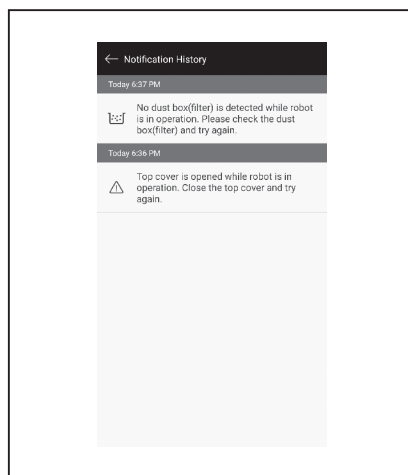 Notification History
Today 6:37 PM
No dust box(filter) is detected while robot
is in operation. Please check the dust
box(filter) and try again.
Today 6:36 PM
Top cover is opened while robot is in
operation. Close the top cover and try
again.